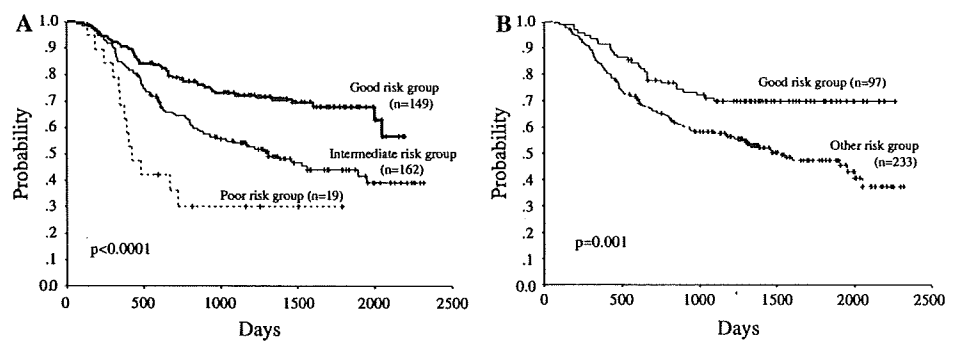 A
Probability
1.0
.9
.8
.7
.6
.5
.4
.3
.2
.1
0.0
Good risk group
(n=149)
Intermediate risk group
(n=162)
Poor risk group (n=19)
p<0.0001
0 500 1000 1500 2000 2500
Days
B
Probability
1.0
.9
.8
.7
.6
.5
.4
.3
.2
.1
0.0
Good risk group (n=97)
Other risk group
(n=233)
p=0.001
0 500 1000 1500 2000 2500
Days